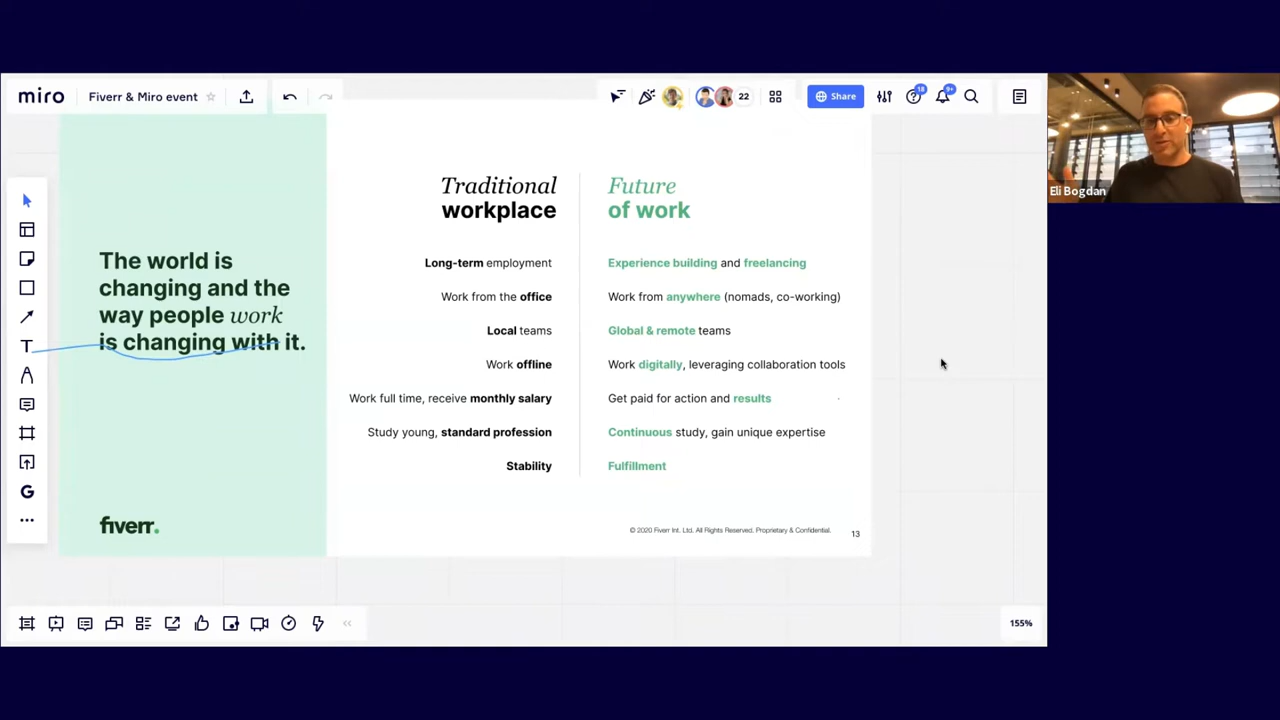 miro
Fiverr & Miro event
22
Share
18
9+
Eli Bogdan
T
G
The world is
changing and the
way people work
is changing with it.
fiverr.
Traditional
workplace
Future
of work
Long-term employment
Experience building and freelancing
Work from the office
Work from anywhere (nomads, co-working)
Local teams
Global & remote teams
Work offline
Work digitally, leveraging collaboration tools
Work full time, receive monthly salary
Get paid for action and results
Study young, standard profession
Continuous study, gain unique expertise
Stability
Fulfillment
© 2020 Fiverr Int. Ltd. All Rights Reserved. Proprietary & Confidential.
13
155%